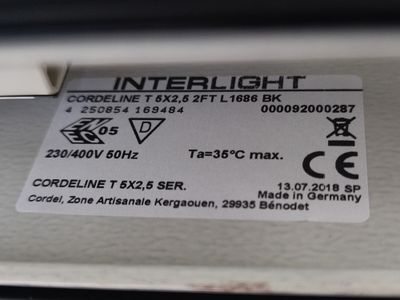 INTERLIGHT
CORDELINE T 5X2,5 2FT L1686 BK
4 250854 169484 000092000287
05 D
230/400V 50Hz Ta=35°C max.
CE
CORDELINE T 5X2,5 SER. 13.07.2018 SP
Made in Germany
Cordel, Zone Artisanale Kergaouen, 29935 Bénodet